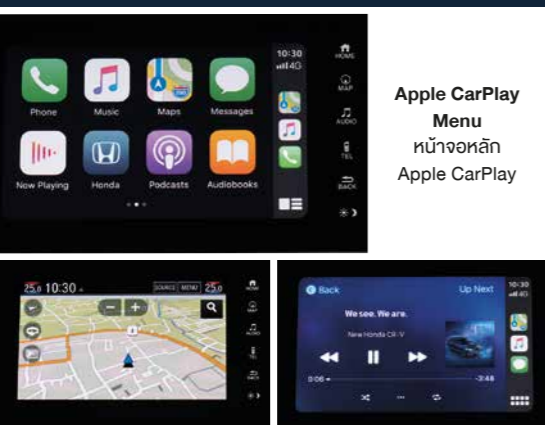 10:30
4G
HOME
MAP
AUDIO
TEL
BACK
Phone
Music
Maps
Messages
Now Playing
Honda
Podcasts
Audiobooks
Apple CarPlay
Menu
หน้าจอหลัก
Apple CarPlay
25.0 10:30
SOURCE MENU 25.0
HOME
MAP
AUDIO
TEL
BACK
Back
Up Next
10:30
4G
We see. We are.
New Honda CR-V
0:06
-3:48